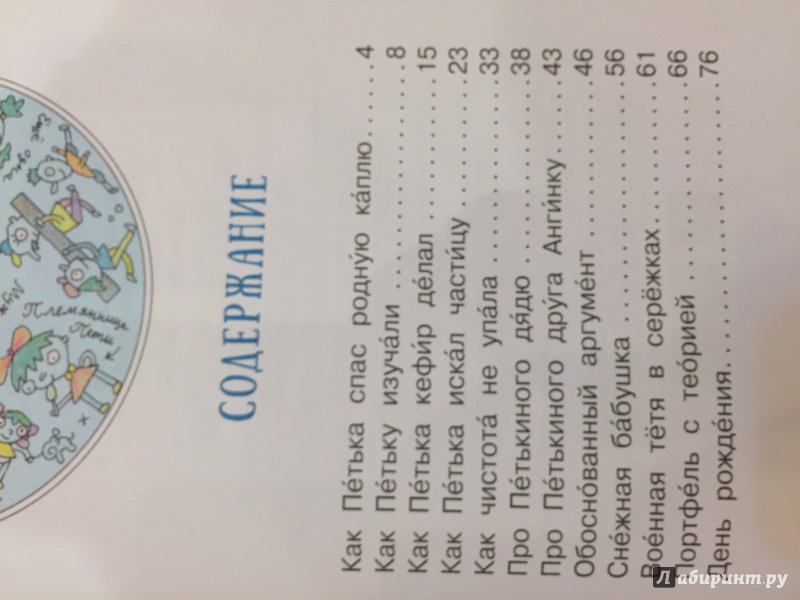 СОДЕРЖАНИЕ
Как Пе́тька спас родну́ю ка́плю......4
Как Пе́тьку изуча́ли....................8
Как Пе́тька кефи́р де́лал...............15
Как Пе́тька иска́л части́цу..............23
Как чистота́ не упа́ла...................33
Про Пе́тькиного дя́дю...................38
Про Пе́тькиного дру́га Анги́нку......43
Обосно́ванный аргуме́нт................46
Сне́жная ба́бушка.......................56
Вое́нная тётя в серёжках..............61
Портфе́ль с тео́рией....................66
День рожде́ния..........................76
Племянница
Пети
Лабиринт.ру